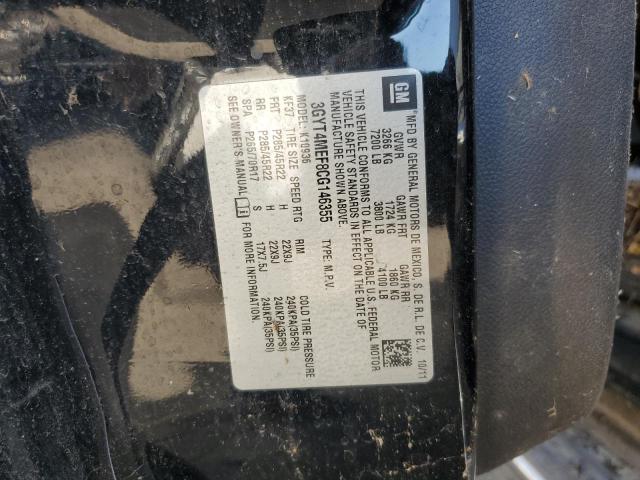 GM
MFD BY GENERAL MOTORS DE MEXICO, S. DE R.L. DE C.V. 10/11
GVWR GAWR FRT GAWR RR
3266 KG 1724 KG 1860 KG
7200 LB 3800 LB 4100 LB
THIS VEHICLE CONFORMS TO ALL APPLICABLE U.S. FEDERAL MOTOR
VEHICLE SAFETY STANDARDS IN EFFECT ON THE DATE OF
MANUFACTURE SHOWN ABOVE.
3GYT4MEF8CG146355 TYPE: M.P.V.
MODEL: K10936
KF37 TIRE SIZE SPEED RTG RIM COLD TIRE PRESSURE
FRT P285/45R22 H 22X9J 240KPA(35PSI)
RR P285/45R22 H 22X9J 240KPA(35PSI)
SPA P265/70R17 S 17X7.5J 240KPA(35PSI)
SEE OWNER'S MANUAL FOR MORE INFORMATION.